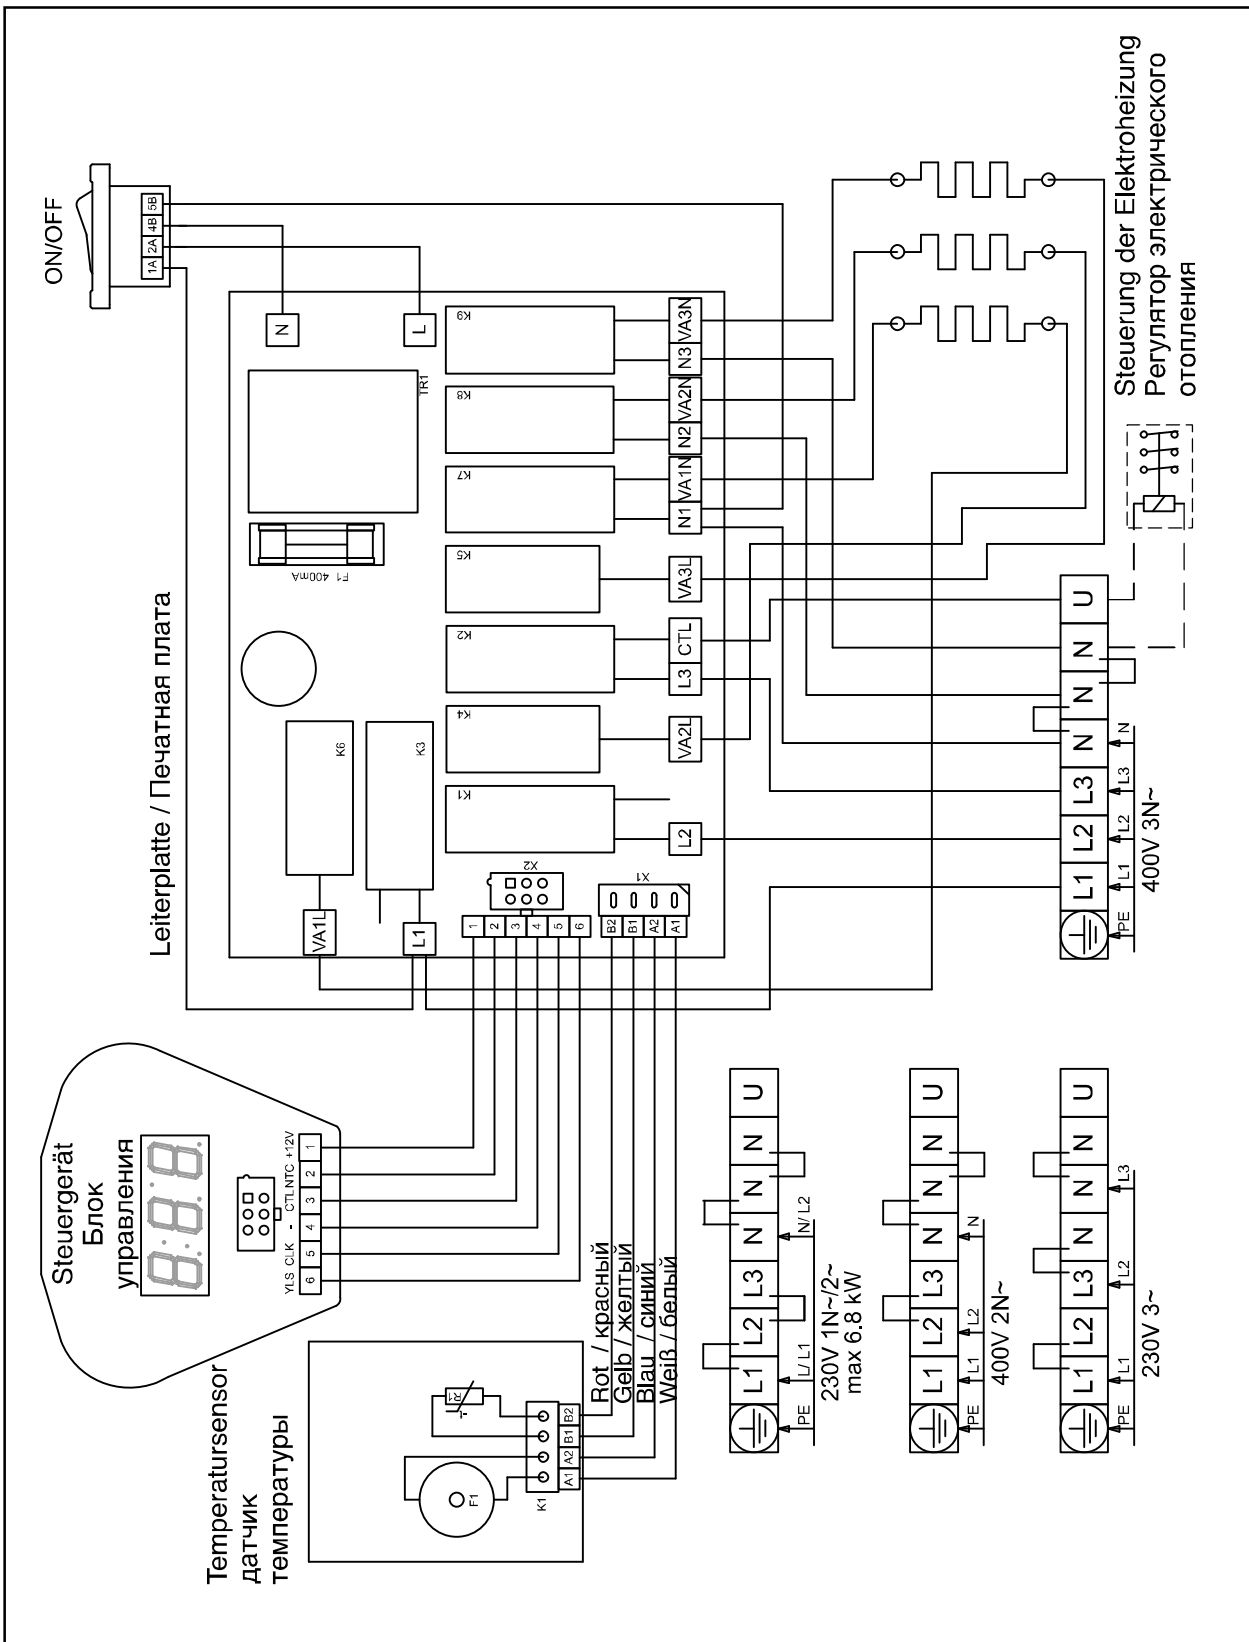 ON/OFF
1A 2A 4B 5B
Leiterplatte / Печатная плата
N
L
TR1
F1 400mA
K9
K8
K7
K5
K2
K4
K1
K6
K3
VA3N
N3
VA2N
N2
VA1N
N1
VA3L
CTL
L3
VA2L
L2
VA1L
L1
X2
X1
1 2 3 4 5 6
B2 B1 A2 A1
Steuerung der Elektroheizung
Регулятор электрического
отопления
L1 L2 L3 N N N U
PE L1 L2 L3 N
400V 3N~
Steuergerät
Блок
управления
8:8.8.
YLS CLK - CTL NTC +12V
6 5 4 3 2 1
Temperatursensor
датчик
температуры
F1
K1
A1 A2 B1 B2
Rot / красный
Gelb / желтый
Blau / синий
Weiß / белый
L1 L2 L3 N N N U
PE L/ L1 N/ L2
230V 1N~/2~
max 6.8 kW
L1 L2 L3 N N N U
PE L1 L2 N
400V 2N~
L1 L2 L3 N N N U
PE L1 L2 L3
230V 3~